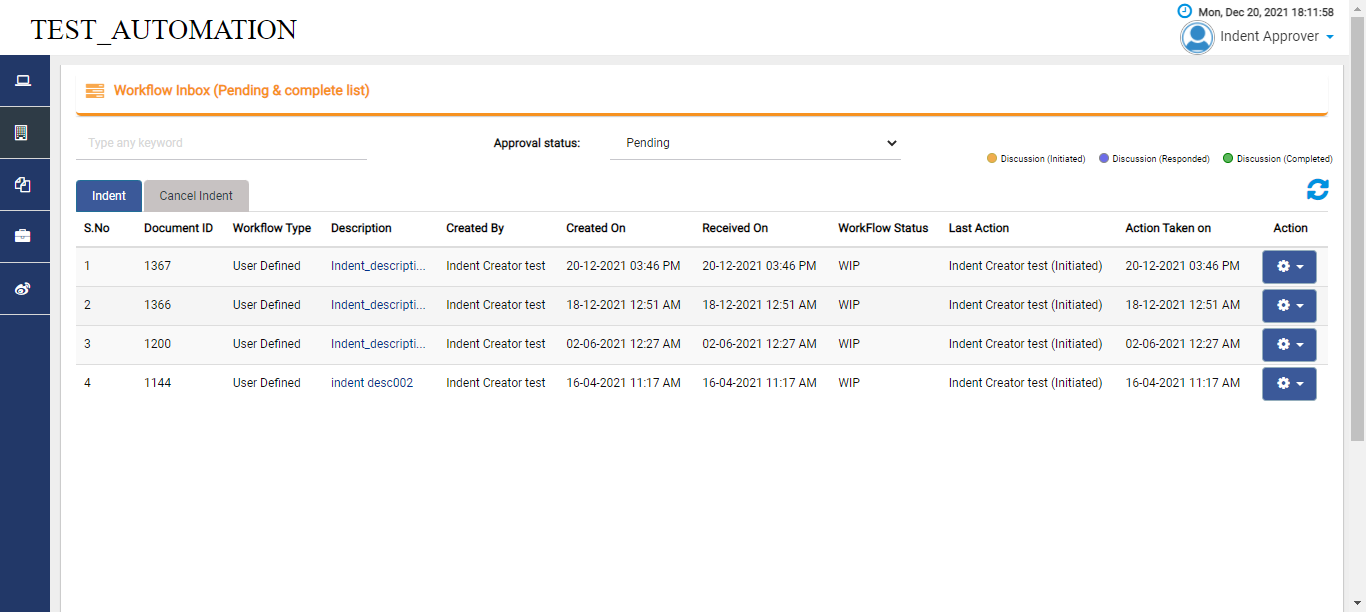 Mon, Dec 20, 2021 18:11:58
TEST_AUTOMATION
Indent Approver
Workflow Inbox (Pending & complete list)
Type any keyword
Approval status:
Pending
Discussion (Initiated) Discussion (Responded) Discussion (Completed)
Indent Cancel Indent
S.No Document ID Workflow Type Description Created By Created On Received On WorkFlow Status Last Action Action Taken on Action
1 1367 User Defined Indent_descripti... Indent Creator test 20-12-2021 03:46 PM 20-12-2021 03:46 PM WIP Indent Creator test (Initiated) 20-12-2021 03:46 PM
2 1366 User Defined Indent_descripti... Indent Creator test 18-12-2021 12:51 AM 18-12-2021 12:51 AM WIP Indent Creator test (Initiated) 18-12-2021 12:51 AM
3 1200 User Defined Indent_descripti... Indent Creator test 02-06-2021 12:27 AM 02-06-2021 12:27 AM WIP Indent Creator test (Initiated) 02-06-2021 12:27 AM
4 1144 User Defined indent desc002 Indent Creator test 16-04-2021 11:17 AM 16-04-2021 11:17 AM WIP Indent Creator test (Initiated) 16-04-2021 11:17 AM